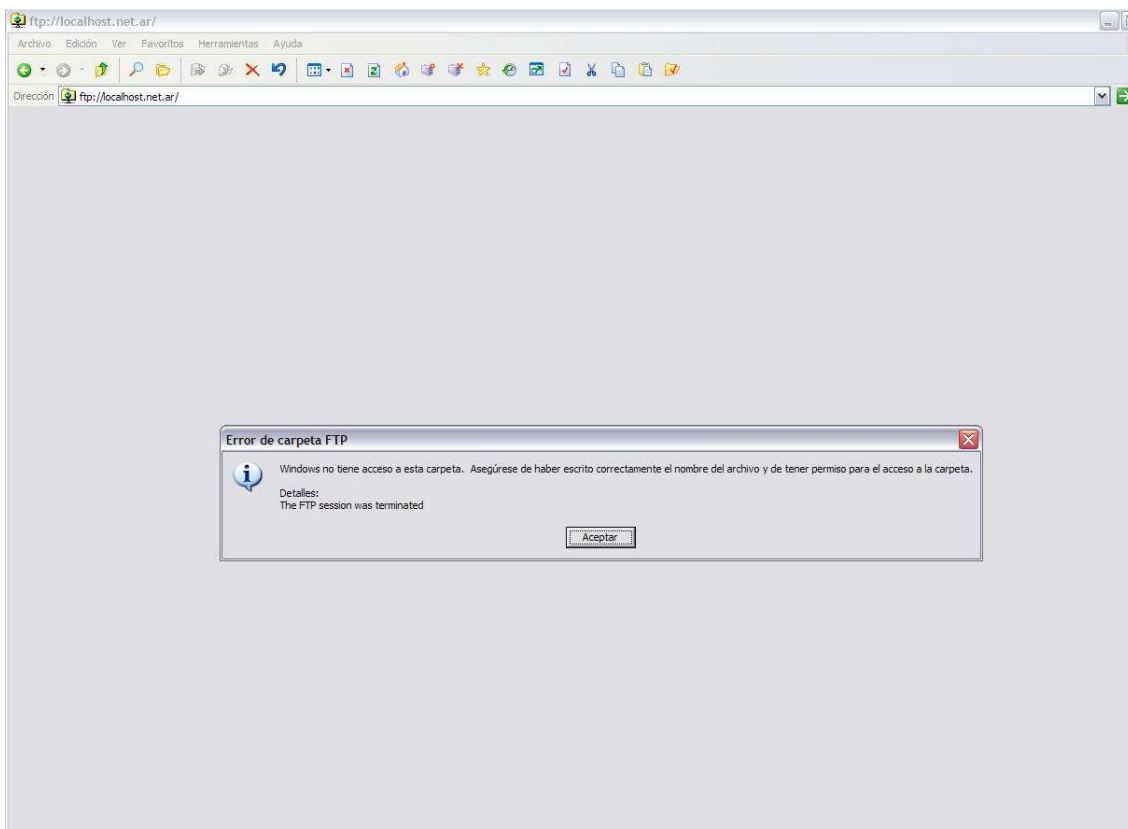 ftp://localhost.net.ar/
Archivo Edición Ver Favoritos Herramientas Ayuda
Dirección ftp://localhost.net.ar/
Error de carpeta FTP
Windows no tiene acceso a esta carpeta. Asegúrese de haber escrito correctamente el nombre del archivo y de tener permiso para el acceso a la carpeta.
Detalles:
The FTP session was terminated
Aceptar